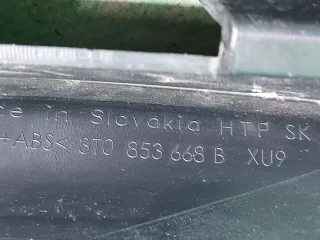 e in Slovakia HTP SK
+ABS< 8T0 853 668 B XU9